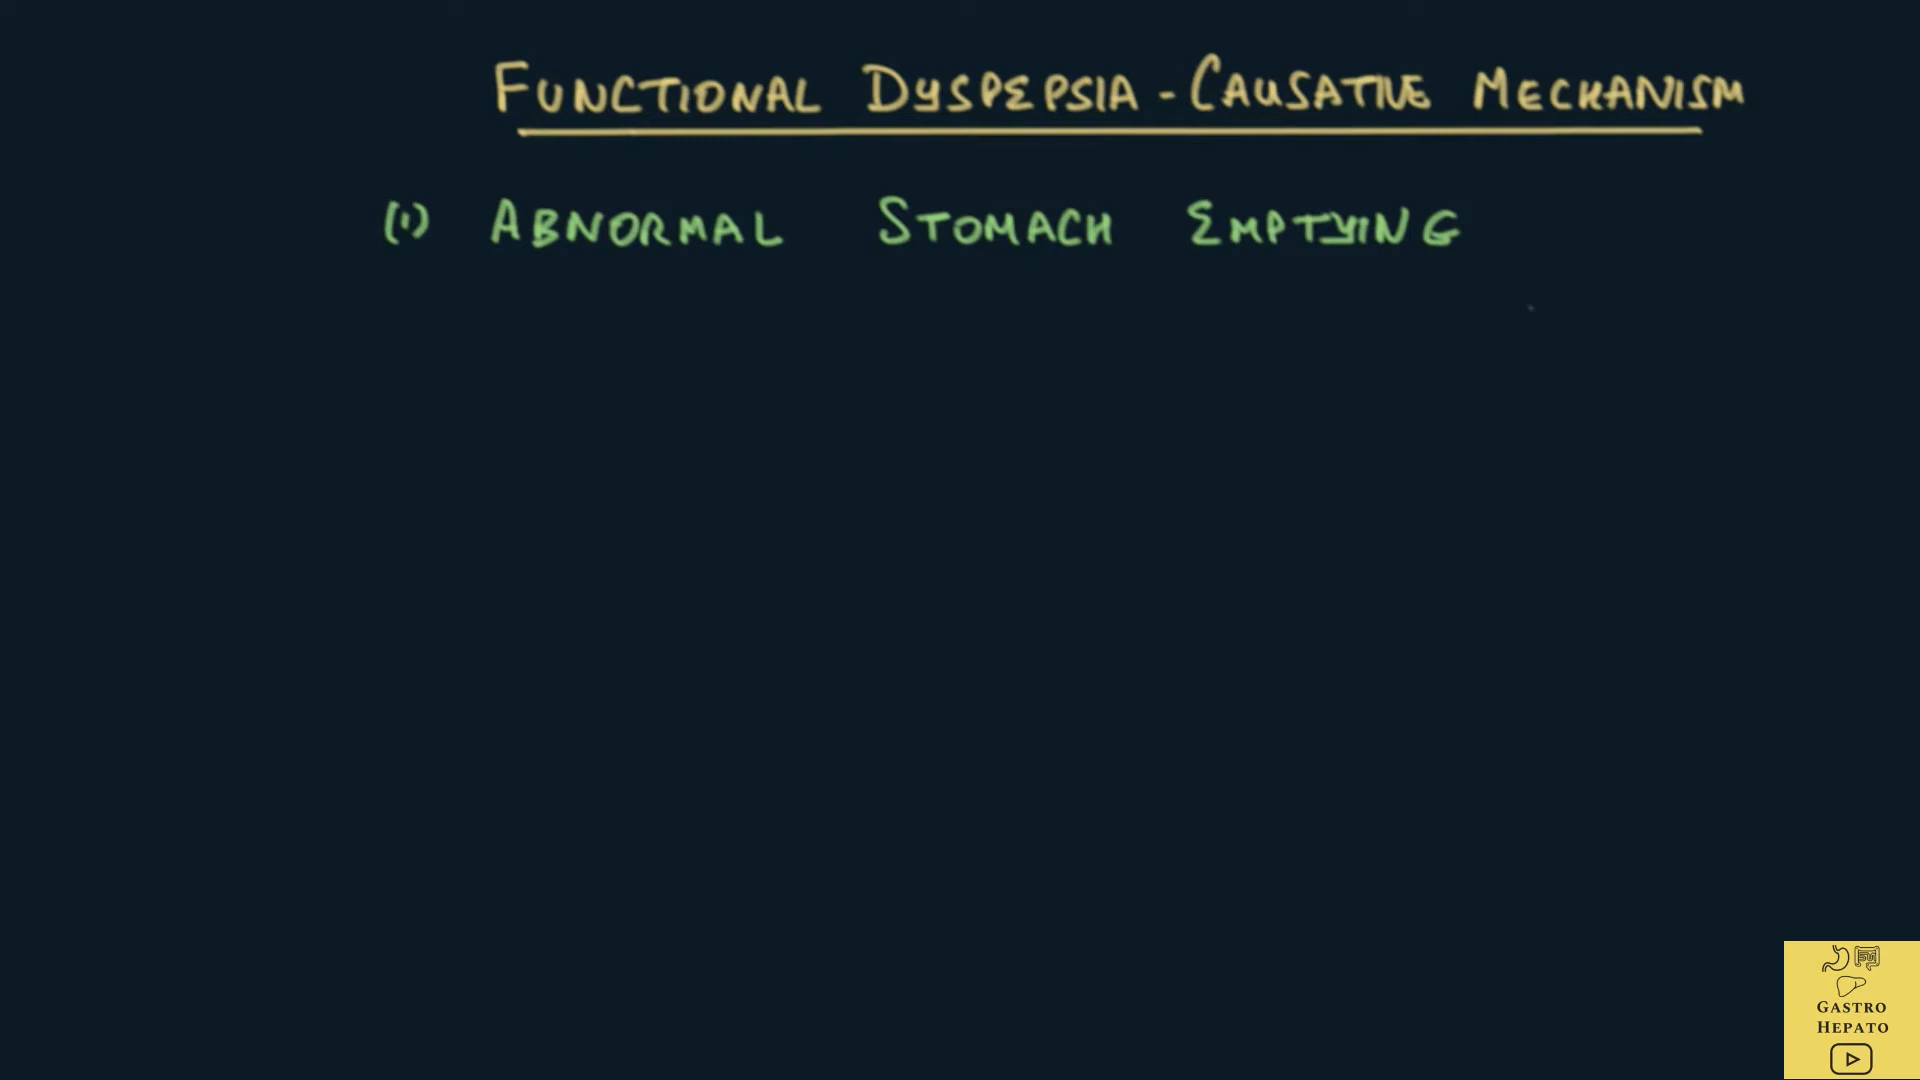 FUNCTIONAL DYSPEPSIA - CAUSATIVE MECHANISM
(1) ABNORMAL STOMACH EMPTYING
GASTRO
HEPATO